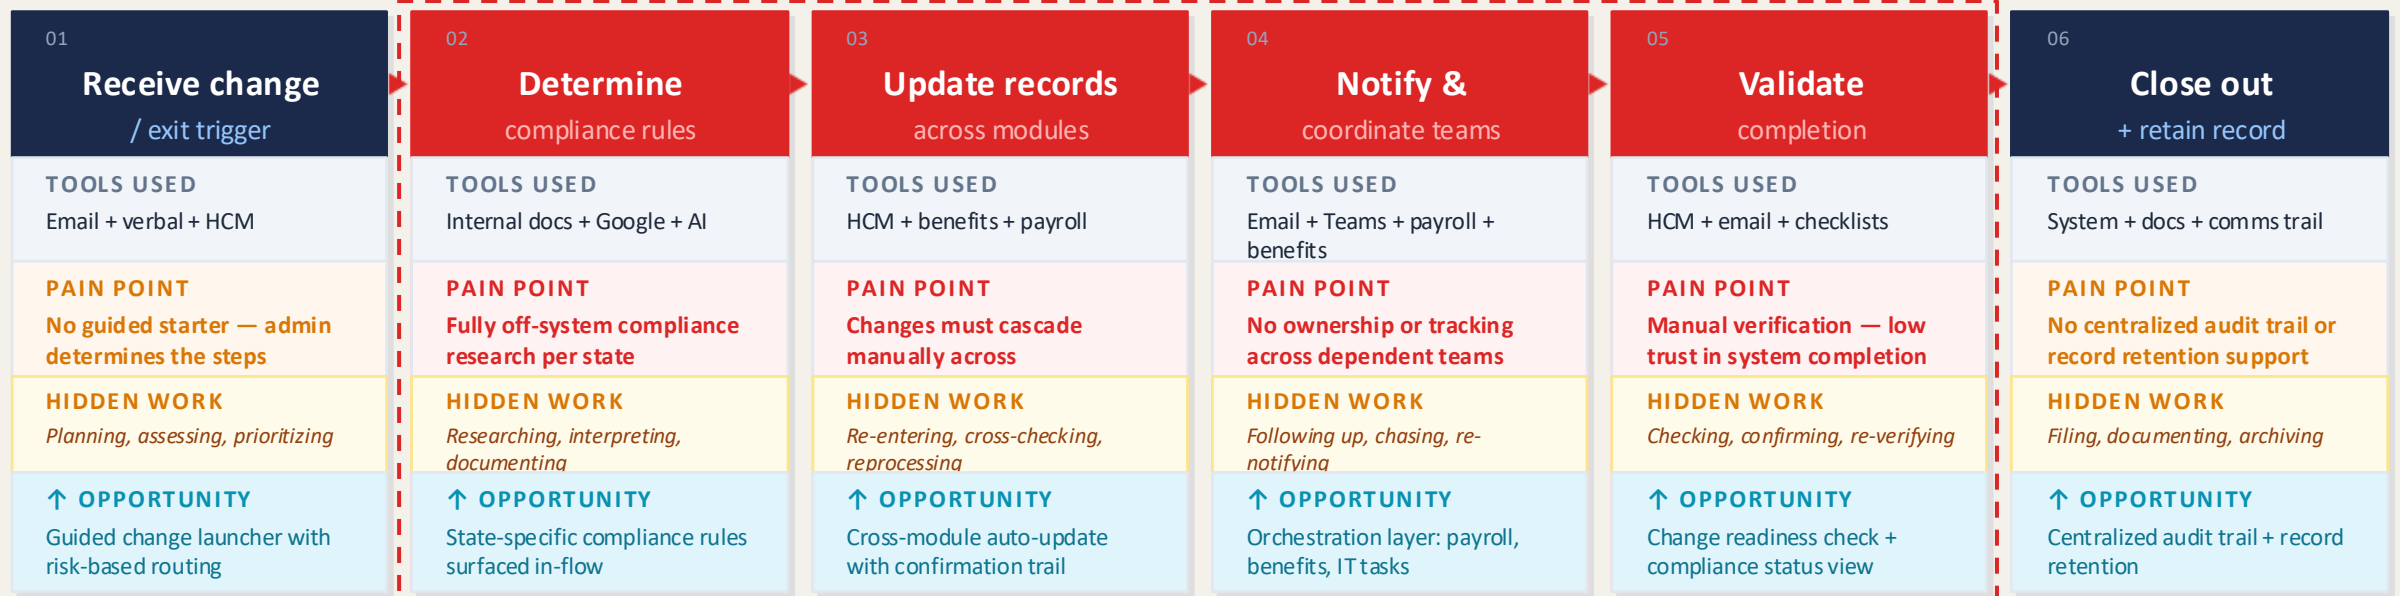 01
Receive change
/ exit trigger
TOOLS USED
Email + verbal + HCM
PAIN POINT
No guided starter — admin
determines the steps
HIDDEN WORK
Planning, assessing, prioritizing
↑ OPPORTUNITY
Guided change launcher with
risk-based routing
02
Determine
compliance rules
TOOLS USED
Internal docs + Google + AI
PAIN POINT
Fully off-system compliance
research per state
HIDDEN WORK
Researching, interpreting,
documenting
↑ OPPORTUNITY
State-specific compliance rules
surfaced in-flow
03
Update records
across modules
TOOLS USED
HCM + benefits + payroll
PAIN POINT
Changes must cascade
manually across
HIDDEN WORK
Re-entering, cross-checking,
reprocessing
↑ OPPORTUNITY
Cross-module auto-update
with confirmation trail
04
Notify &
coordinate teams
TOOLS USED
Email + Teams + payroll +
benefits
PAIN POINT
No ownership or tracking
across dependent teams
HIDDEN WORK
Following up, chasing, re-
notifying
↑ OPPORTUNITY
Orchestration layer: payroll,
benefits, IT tasks
05
Validate
completion
TOOLS USED
HCM + email + checklists
PAIN POINT
Manual verification — low
trust in system completion
HIDDEN WORK
Checking, confirming, re-verifying
↑ OPPORTUNITY
Change readiness check +
compliance status view
06
Close out
+ retain record
TOOLS USED
System + docs + comms trail
PAIN POINT
No centralized audit trail or
record retention support
HIDDEN WORK
Filing, documenting, archiving
↑ OPPORTUNITY
Centralized audit trail + record
retention